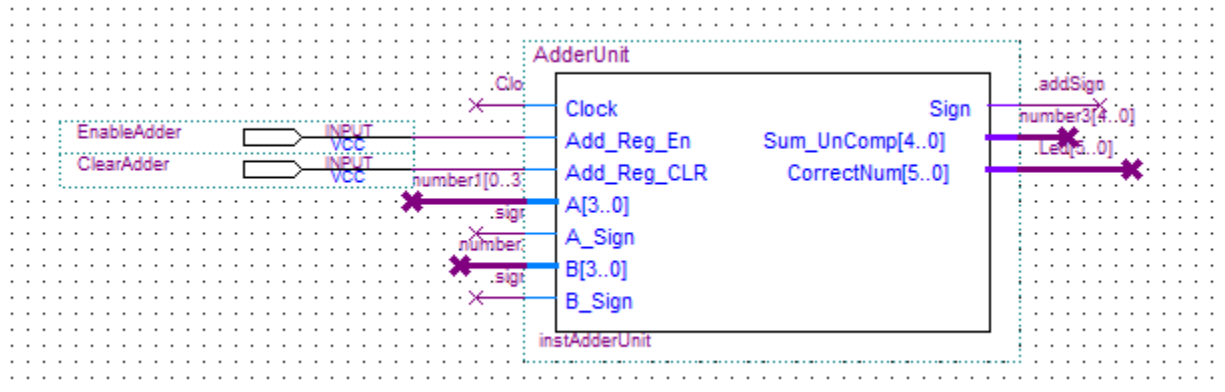 AdderUnit
.Clo
Clock
EnableAdder
INPUT
VCC
Add_Reg_En
ClearAdder
INPUT
VCC
Add_Reg_CLR
number1[0..3
A[3..0]
.sign
A_Sign
number
B[3..0]
.sign
B_Sign
Sign
.addSign
Sum_UnComp[4..0]
number3[4..0]
CorrectNum[5..0]
.Led[5..0]
instAdderUnit